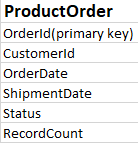 ProductOrder
OrderId(primary key)
CustomerId
OrderDate
ShipmentDate
Status
RecordCount